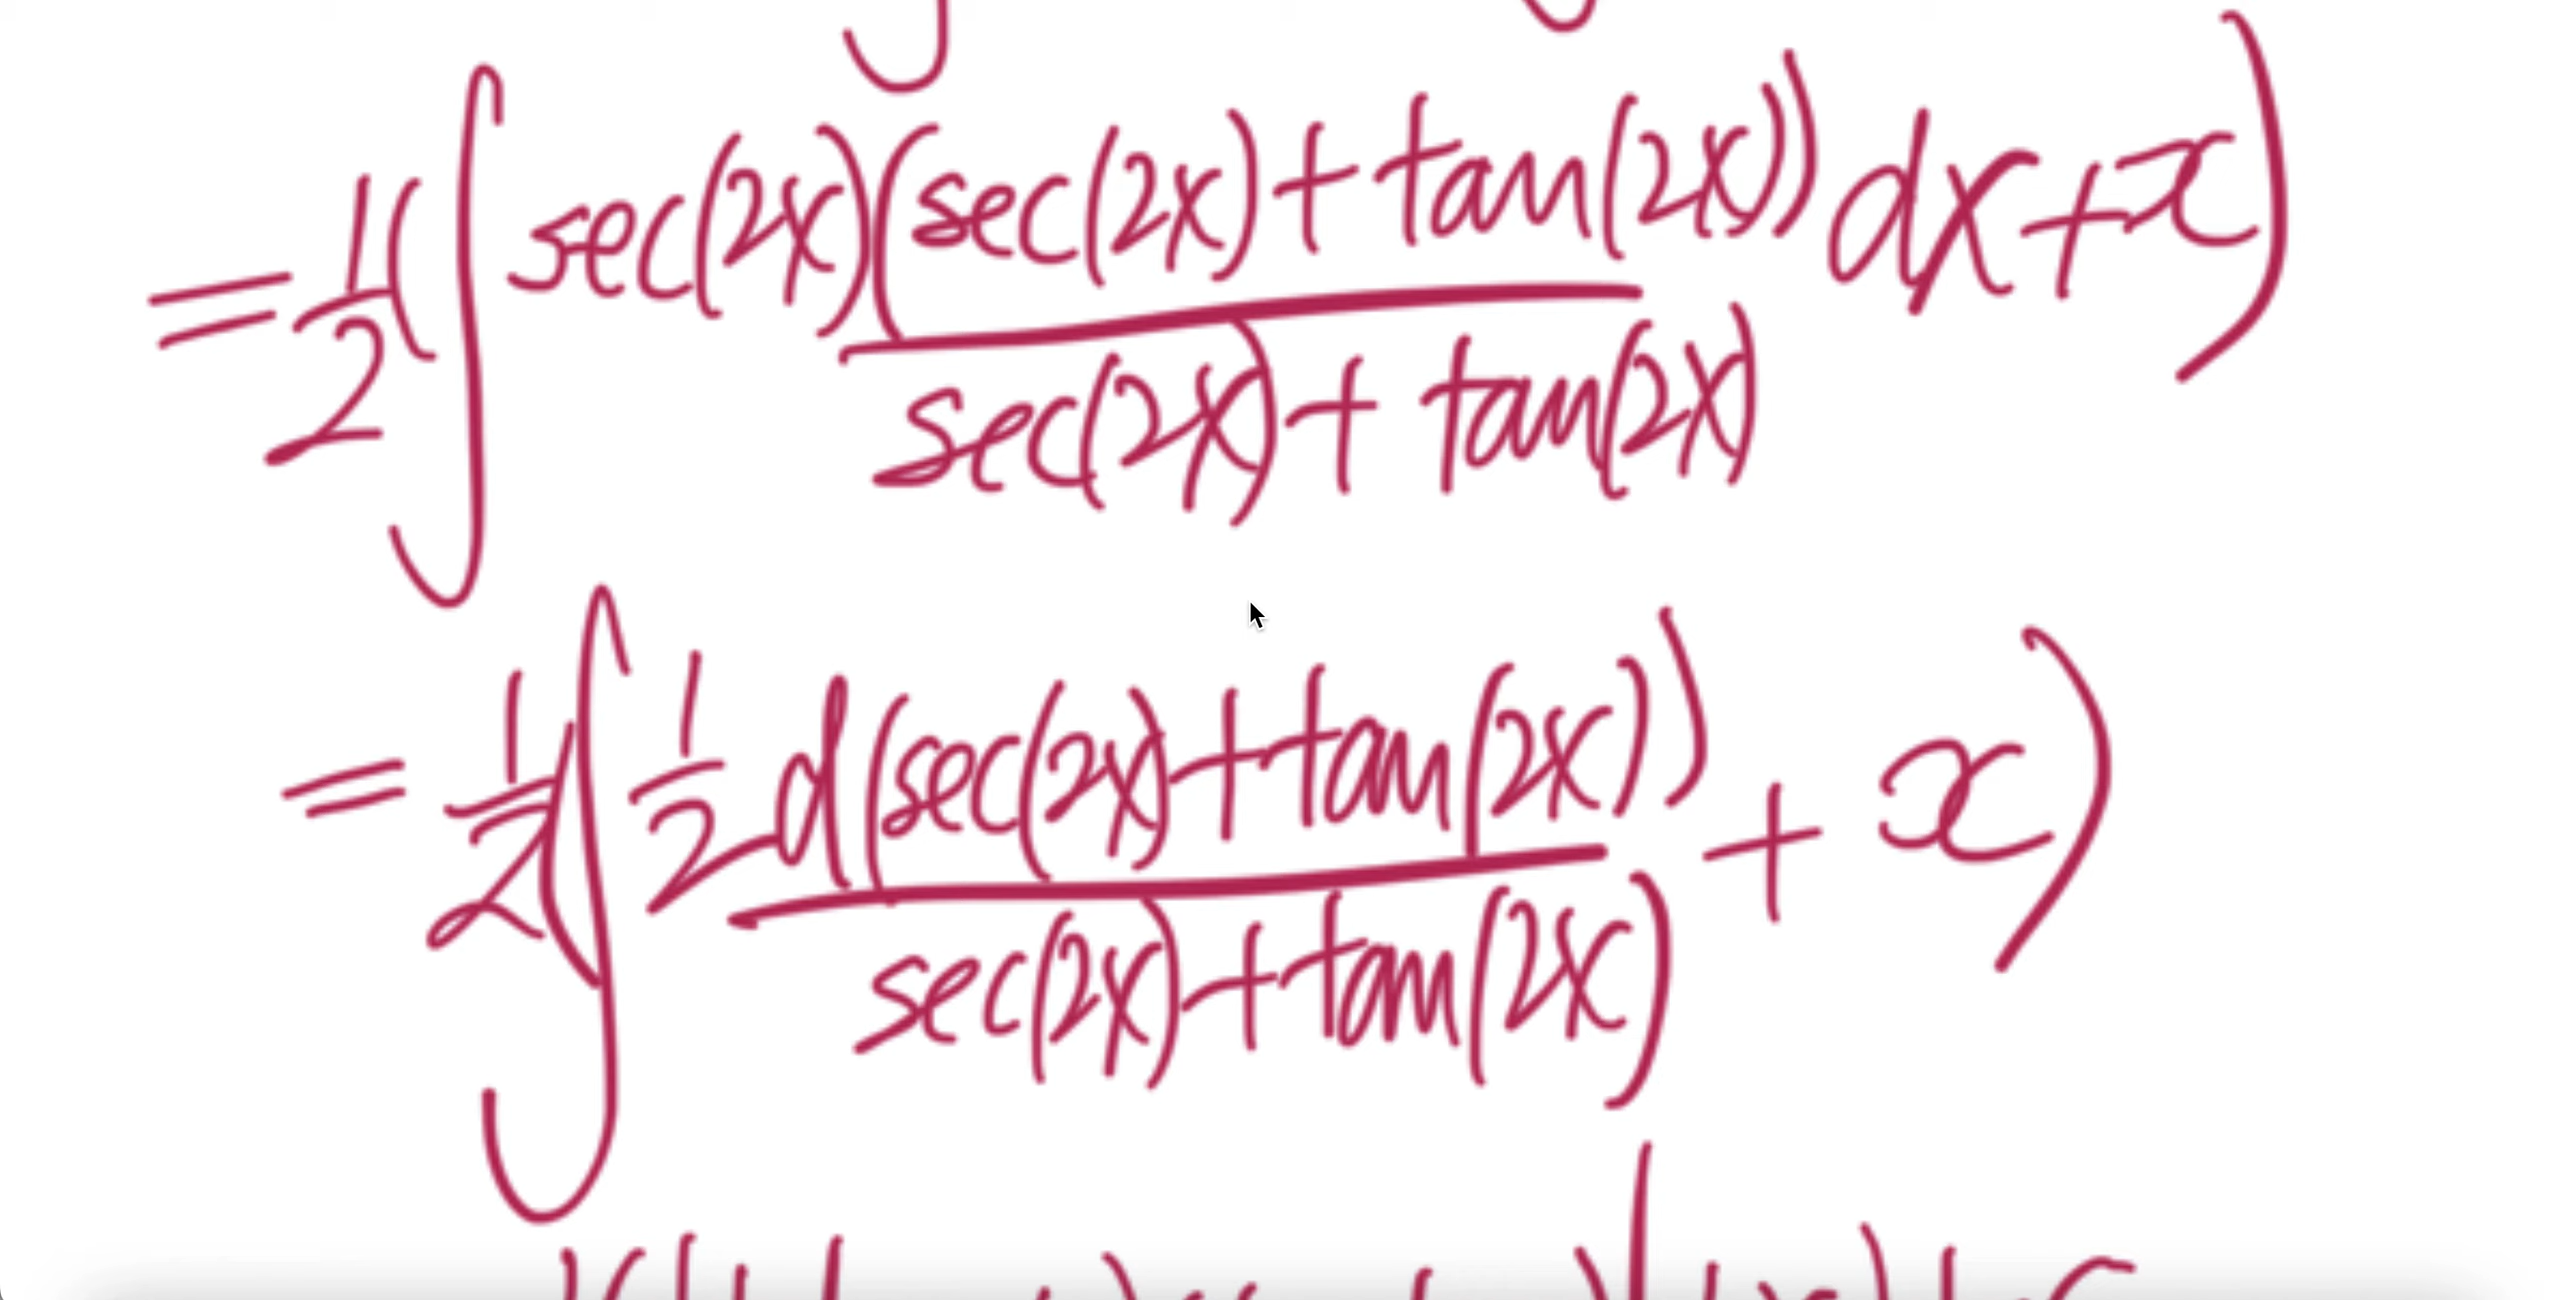 = 1/2 ( ∫ sec(2x)(sec(2x)+tan(2x)) / sec(2x)+tan(2x) dx + x )
= 1/2 ( ∫ 1/2 d(sec(2x)+tan(2x)) / sec(2x)+tan(2x) + x )